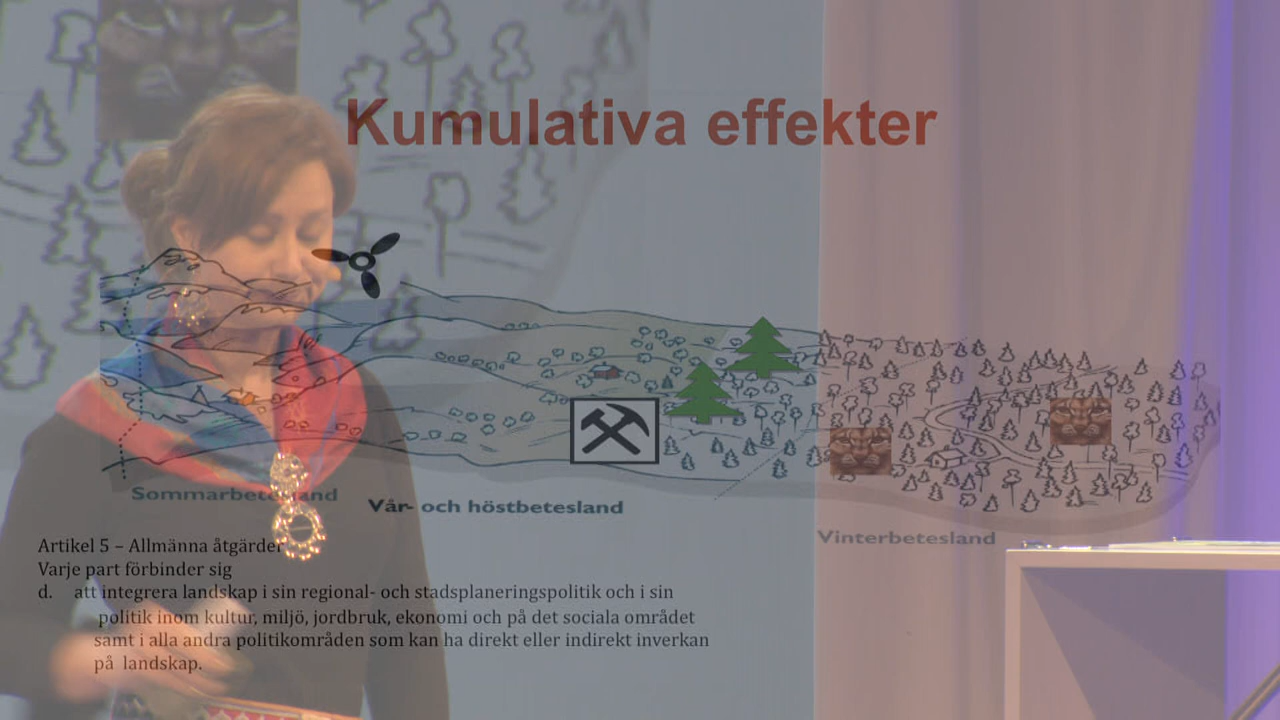 Kumulativa effekter
Sommarbetesland
Vår- och höstbetesland
Vinterbetesland
Artikel 5 – Allmänna åtgärder
Varje part förbinder sig
d. att integrera landskap i sin regional- och stadsplaneringspolitik och i sin
politik inom kultur, miljö, jordbruk, ekonomi och på det sociala området
samt i alla andra politikområden som kan ha direkt eller indirekt inverkan
på landskap.